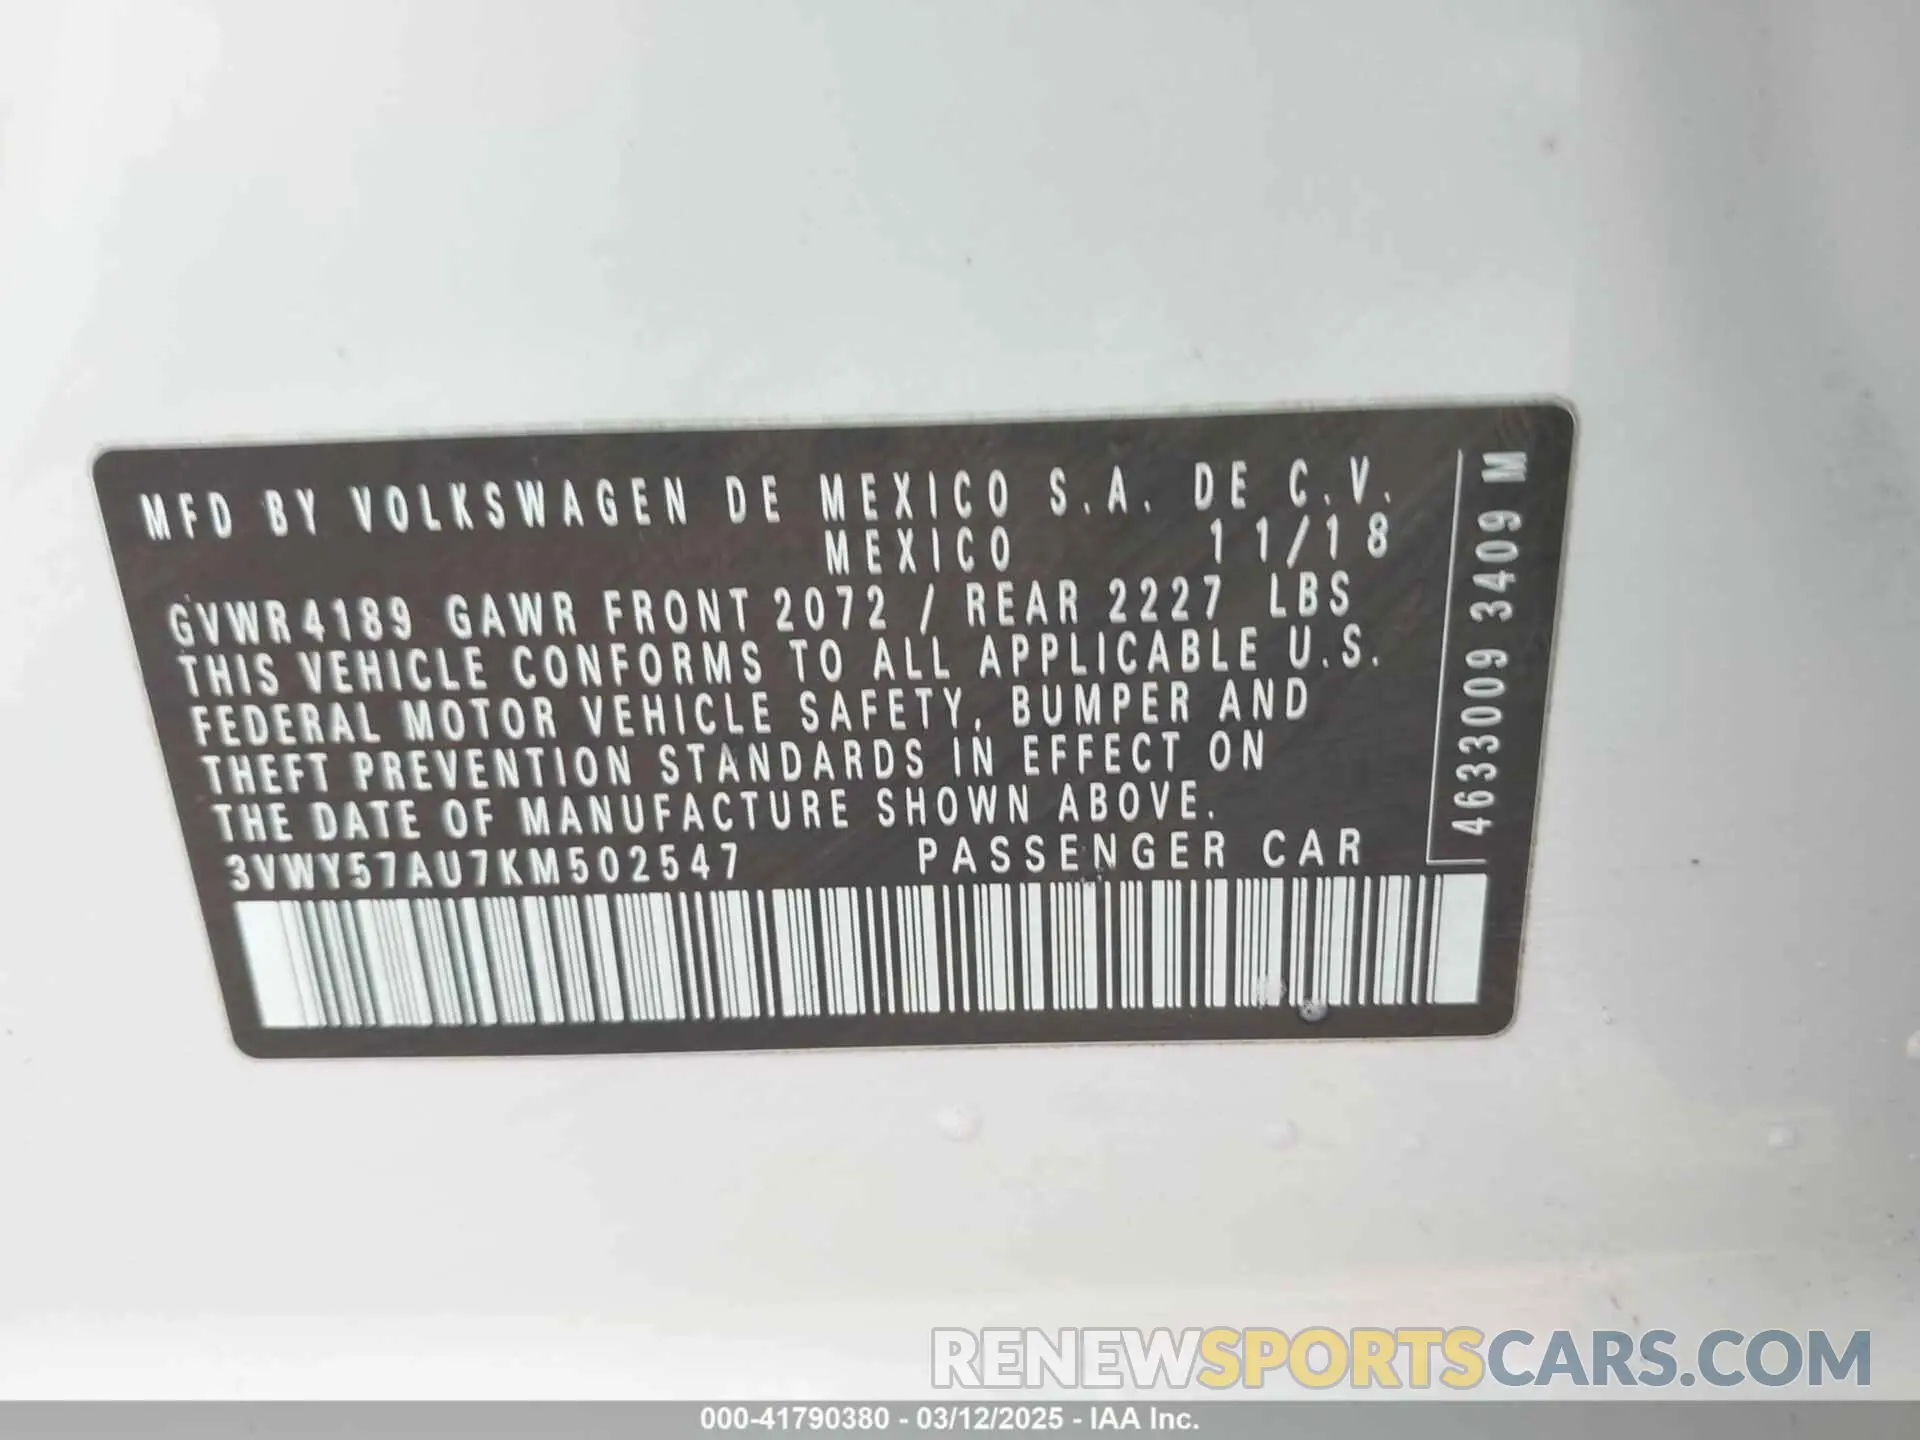 MFD BY VOLKSWAGEN DE MEXICO S.A. DE C.V.
MEXICO 11/18
GVWR 4189 GAWR FRONT 2072 / REAR 2227 LBS
THIS VEHICLE CONFORMS TO ALL APPLICABLE U.S.
FEDERAL MOTOR VEHICLE SAFETY, BUMPER AND
THEFT PREVENTION STANDARDS IN EFFECT ON
THE DATE OF MANUFACTURE SHOWN ABOVE.
3VWY57AU7KM502547 PASSENGER CAR
4633009 3409 M
RENEWSPORTSCARS.COM
000-41790380 - 03/12/2025 - IAA Inc.